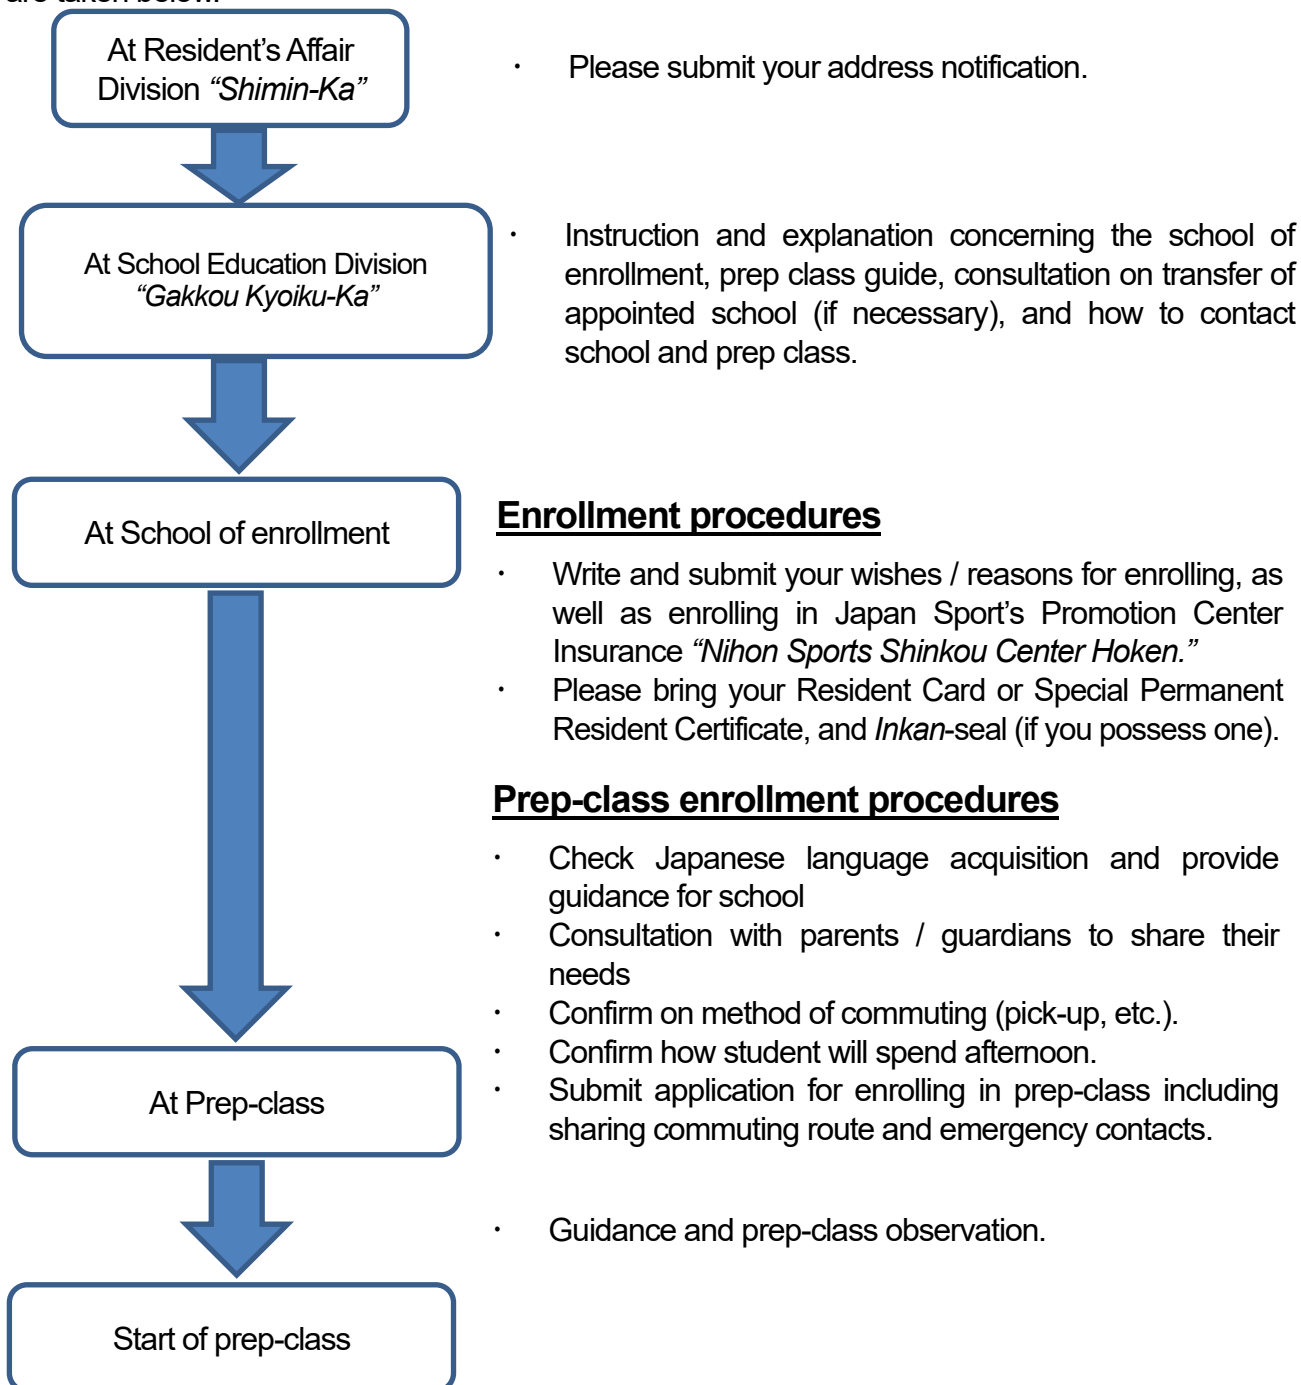 are taken below.
At Resident’s Affair
Division “Shimin-Ka”
・ Please submit your address notification.
At School Education Division
“Gakkou Kyoiku-Ka”
・ Instruction and explanation concerning the school of
enrollment, prep class guide, consultation on transfer of
appointed school (if necessary), and how to contact
school and prep class.
At School of enrollment
Enrollment procedures
・ Write and submit your wishes / reasons for enrolling, as
well as enrolling in Japan Sport’s Promotion Center
Insurance “Nihon Sports Shinkou Center Hoken.”
・ Please bring your Resident Card or Special Permanent
Resident Certificate, and Inkan-seal (if you possess one).
Prep-class enrollment procedures
・ Check Japanese language acquisition and provide
guidance for school
・ Consultation with parents / guardians to share their
needs
・ Confirm on method of commuting (pick-up, etc.).
・ Confirm how student will spend afternoon.
・ Submit application for enrolling in prep-class including
sharing commuting route and emergency contacts.
At Prep-class
・ Guidance and prep-class observation.
Start of prep-class